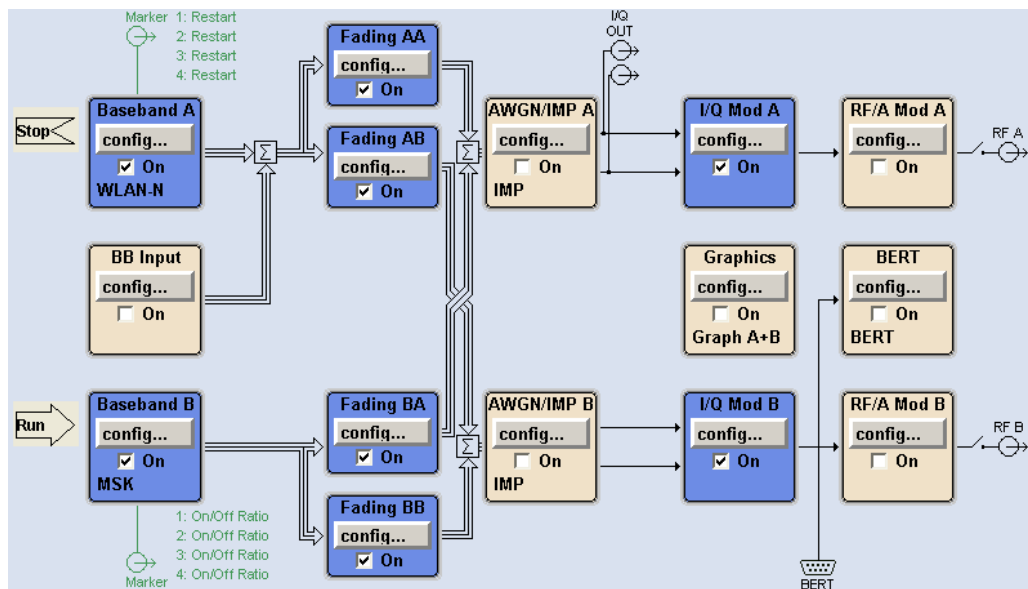 Marker 1: Restart
2: Restart
3: Restart
4: Restart
I/Q
OUT
Fading AA
config...
On
Stop
Baseband A
config...
On
WLAN-N
Σ
Fading AB
config...
On
Σ
AWGN/IMP A
config...
On
IMP
I/Q Mod A
config...
On
RF/A Mod A
config...
On
RF A
BB Input
config...
On
Graphics
config...
On
Graph A+B
BERT
config...
On
BERT
Run
Baseband B
config...
On
MSK
Fading BA
config...
On
Σ
AWGN/IMP B
config...
On
IMP
I/Q Mod B
config...
On
RF/A Mod B
config...
On
RF B
Fading BB
config...
On
1: On/Off Ratio
2: On/Off Ratio
3: On/Off Ratio
Marker 4: On/Off Ratio
BERT